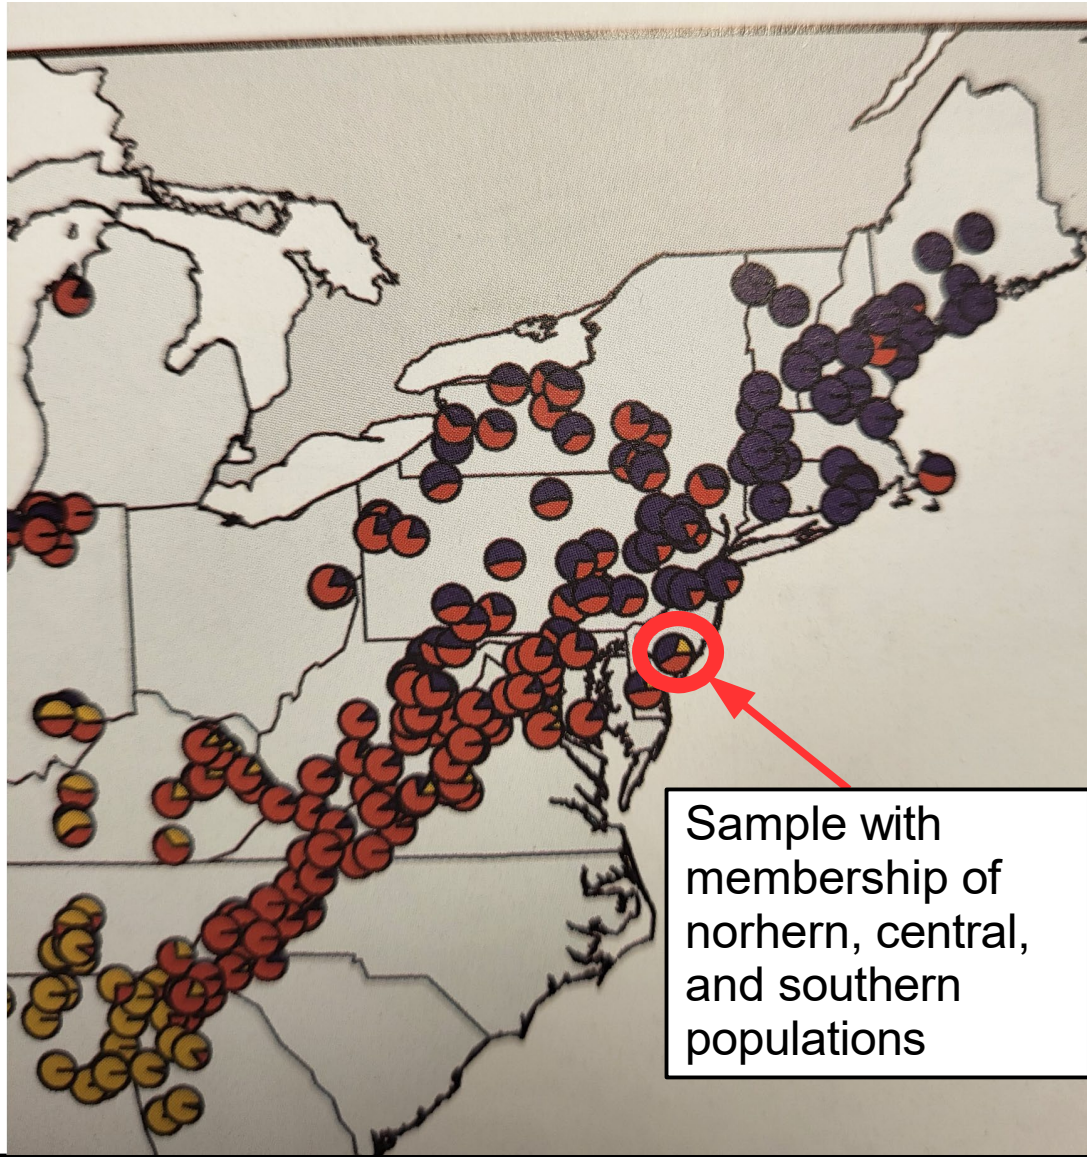 Sample with
membership of
norhern, central,
and southern
populations